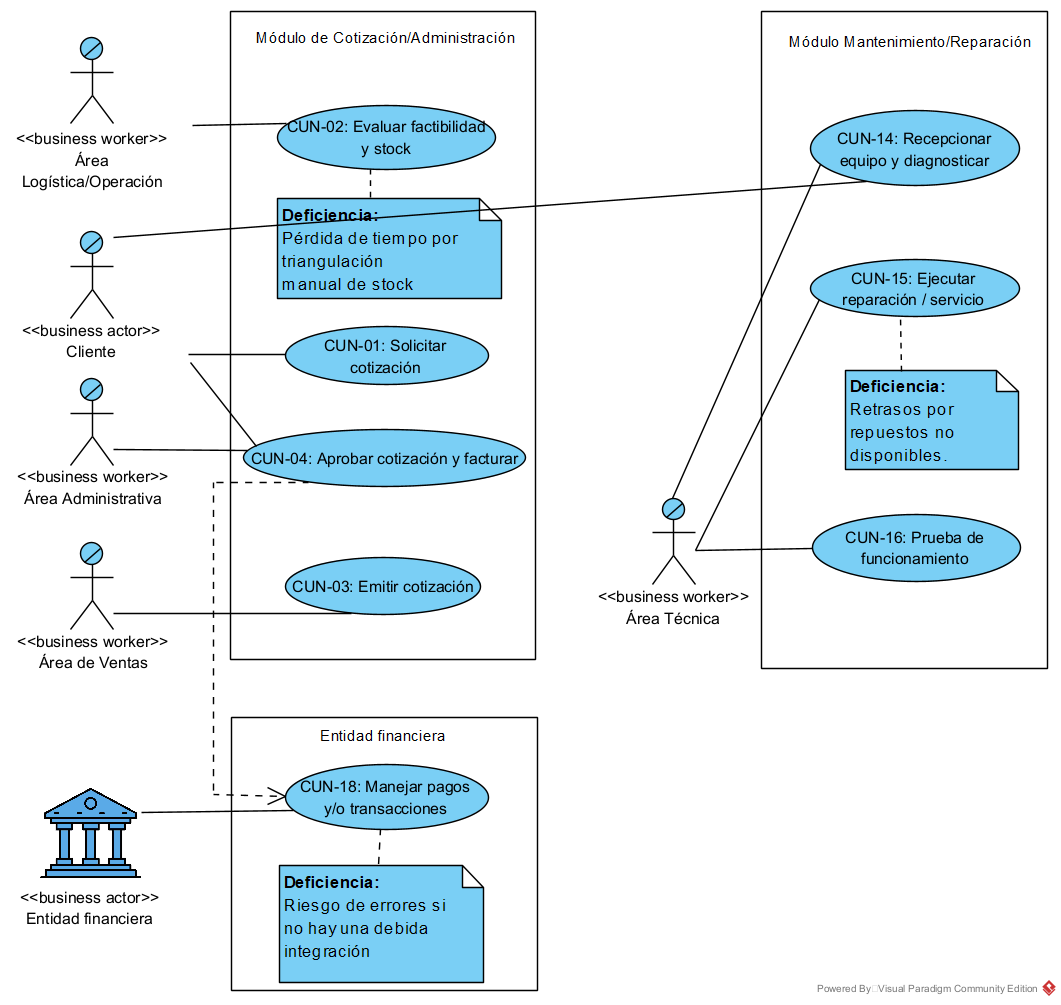 Módulo de Cotización/Administración
Módulo Mantenimiento/Reparación
<<business worker>>
Área
Logística/Operación
CUN-02: Evaluar factibilidad
y stock
Deficiencia:
Pérdida de tiempo por
triangulación
manual de stock
<<business actor>>
Cliente
CUN-01: Solicitar
cotización
<<business worker>>
Área Administrativa
CUN-04: Aprobar cotización y facturar
CUN-03: Emitir cotización
<<business worker>>
Área de Ventas
CUN-14: Recepcionar
equipo y diagnosticar
CUN-15: Ejecutar
reparación / servicio
Deficiencia:
Retrasos por
repuestos no
disponibles.
CUN-16: Prueba de
funcionamiento
<<business worker>>
Área Técnica
Entidad financiera
CUN-18: Manejar pagos
y/o transacciones
<<business actor>>
Entidad financiera
Deficiencia:
Riesgo de errores si
no hay una debida
integración
Powered By Visual Paradigm Community Edition